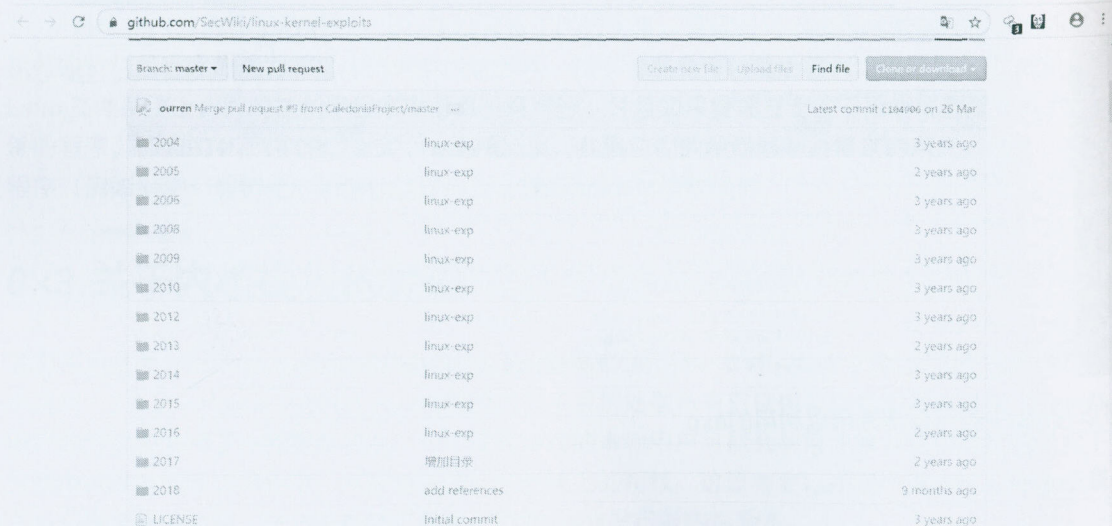 github.com/SecWiki/linux-kernel-exploits
3
Branch: master New pull request Create new file Upload files Find file Clone or download
ourren Merge pull request #9 from CaledoniaProject/master ... Latest commit on 26 Mar
2004 linux-exp 3 years ago
2005 linux-exp 2 years ago
2006 linux-exp 3 years ago
2008 linux-exp 3 years ago
2009 linux-exp 3 years ago
2010 linux-exp 3 years ago
2012 linux-exp 3 years ago
2013 linux-exp 2 years ago
2014 linux-exp 3 years ago
2015 linux-exp 3 years ago
2016 linux-exp 2 years ago
2017 增加目录 2 years ago
2018 add references 9 months ago
LICENSE Initial commit 3 years ago